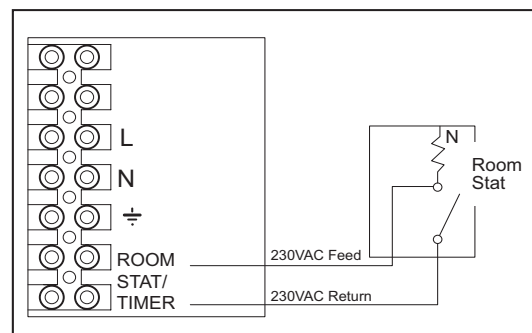 L
N
ROOM
STAT/
TIMER
230VAC Feed
230VAC Return
N
Room
Stat